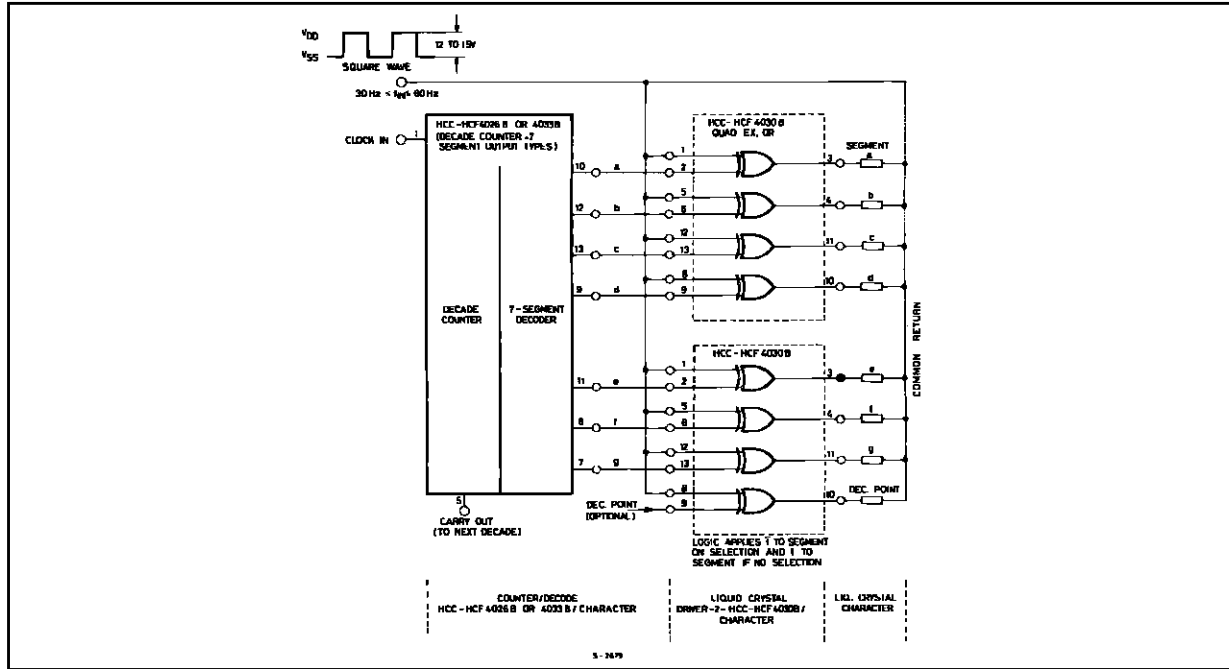 VDD
VSS
12 TO 15V
SQUARE WAVE
30 Hz < fIN < 60 Hz
CLOCK IN
1
HCC-HCF4026 B OR 4033B
(DECADE COUNTER -7
SEGMENT OUTPUT TYPES)
DECADE
COUNTER
7-SEGMENT
DECODER
10 a
12 b
13 c
9 d
11 e
6 f
7 g
5
CARRY OUT
(TO NEXT DECADE)
DEC. POINT
(OPTIONAL)
HCC-HCF 4030 B
QUAD EX, OR
1
2
3
5
6
4
12
13
11
8
9
10
HCC-HCF 4030 B
1
2
3
5
6
4
12
13
11
8
9
10
LOGIC APPLIES 1 TO SEGMENT
ON SELECTION AND 1 TO
SEGMENT IF NO SELECTION
SEGMENT
a
b
c
d
e
f
g
DEC. POINT
COMMON RETURN
COUNTER/DECODE
HCC-HCF 4026 B OR 4033 B / CHARACTER
LIQUID CRYSTAL
DRIVER-2-HCC-HCF4030B/
CHARACTER
LIQ. CRYSTAL
CHARACTER
S-2679